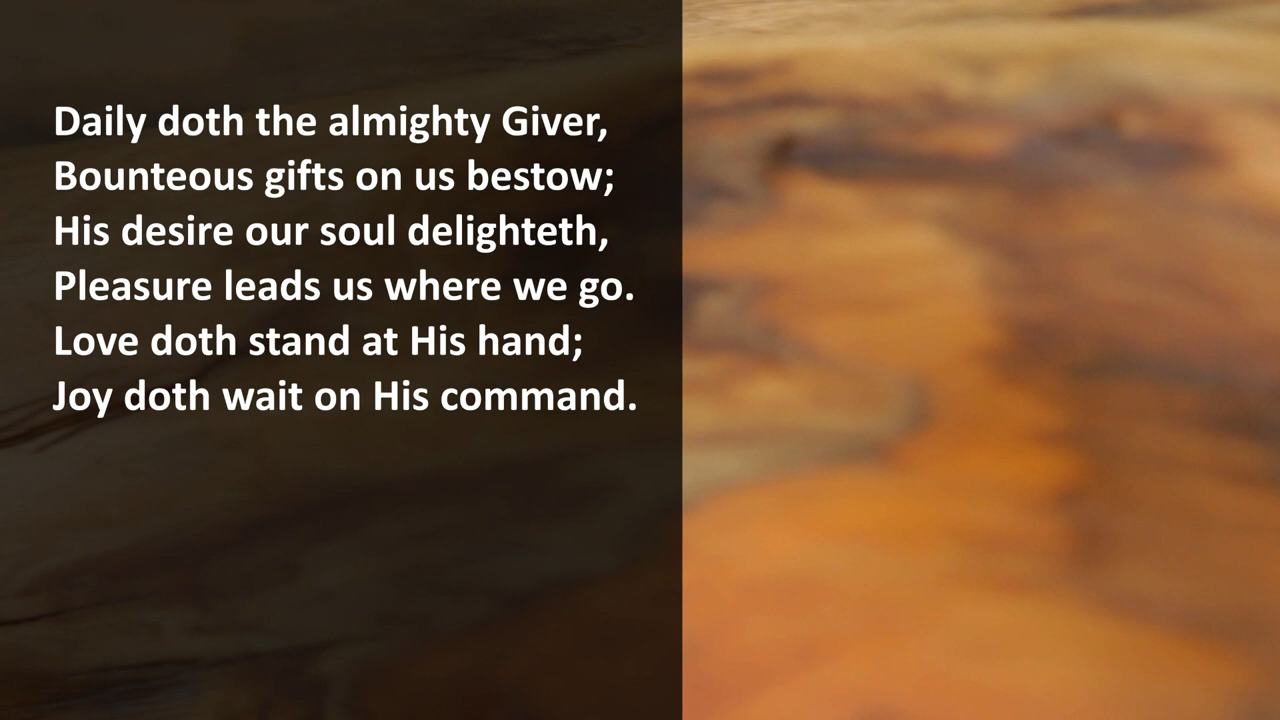 Daily doth the almighty Giver,
Bounteous gifts on us bestow;
His desire our soul delighteth,
Pleasure leads us where we go.
Love doth stand at His hand;
Joy doth wait on His command.